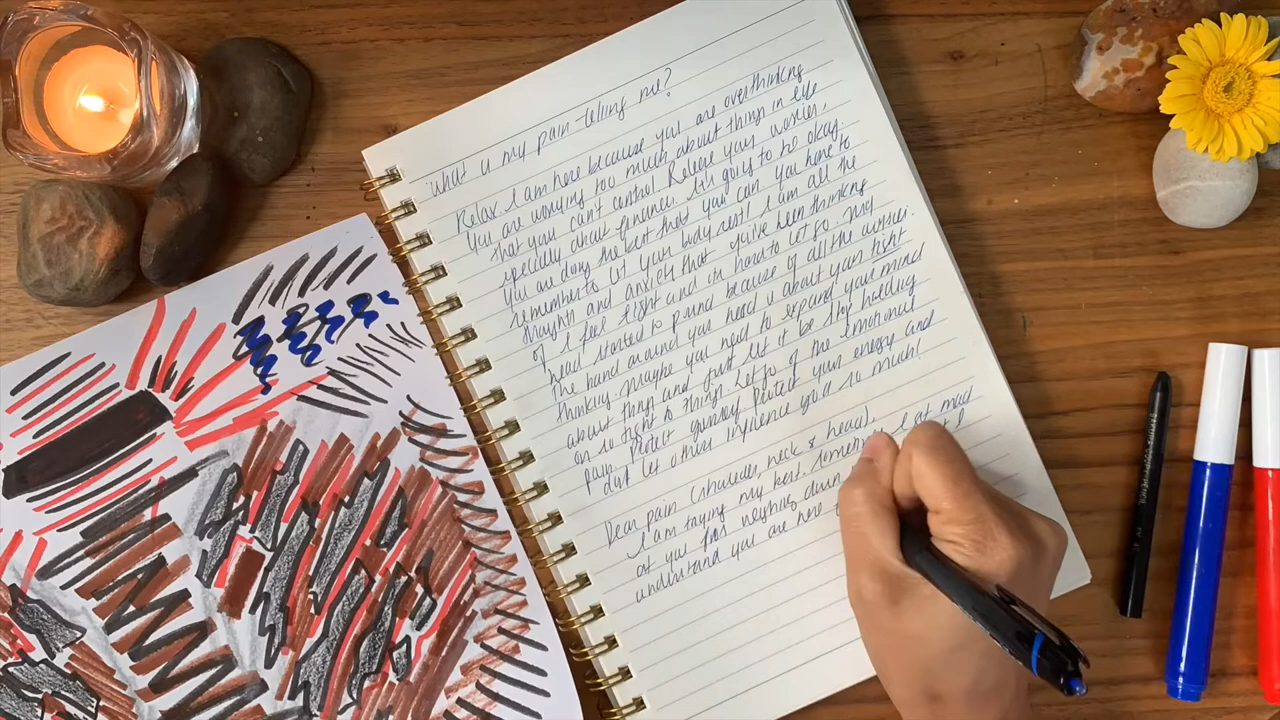 What is my pain telling me?
Relax. I am here because you are overthinking
You are worrying too much about things in life
that you can't control. Release your worries,
specially about finances. It's going to be okay.
You are doing the best that you can you have to
remember to let your body rest! I am all the
thoughts and anxiety that you've been thinking
of I feel tight and on hard to let go. My
head started to pound because of all the worries.
The hand around your head is about your tight
thinking. Maybe you need to expand your mind
about things and just let it be. Stop holding
on so tight to things. Let go of the emotional
pain. Protect yourself, protect your energy and
don't let others influence you so much!
Dear pain (shoulder, neck & head),
I am trying my best. Sometimes I get mad
at you for weighing down
understand you are here